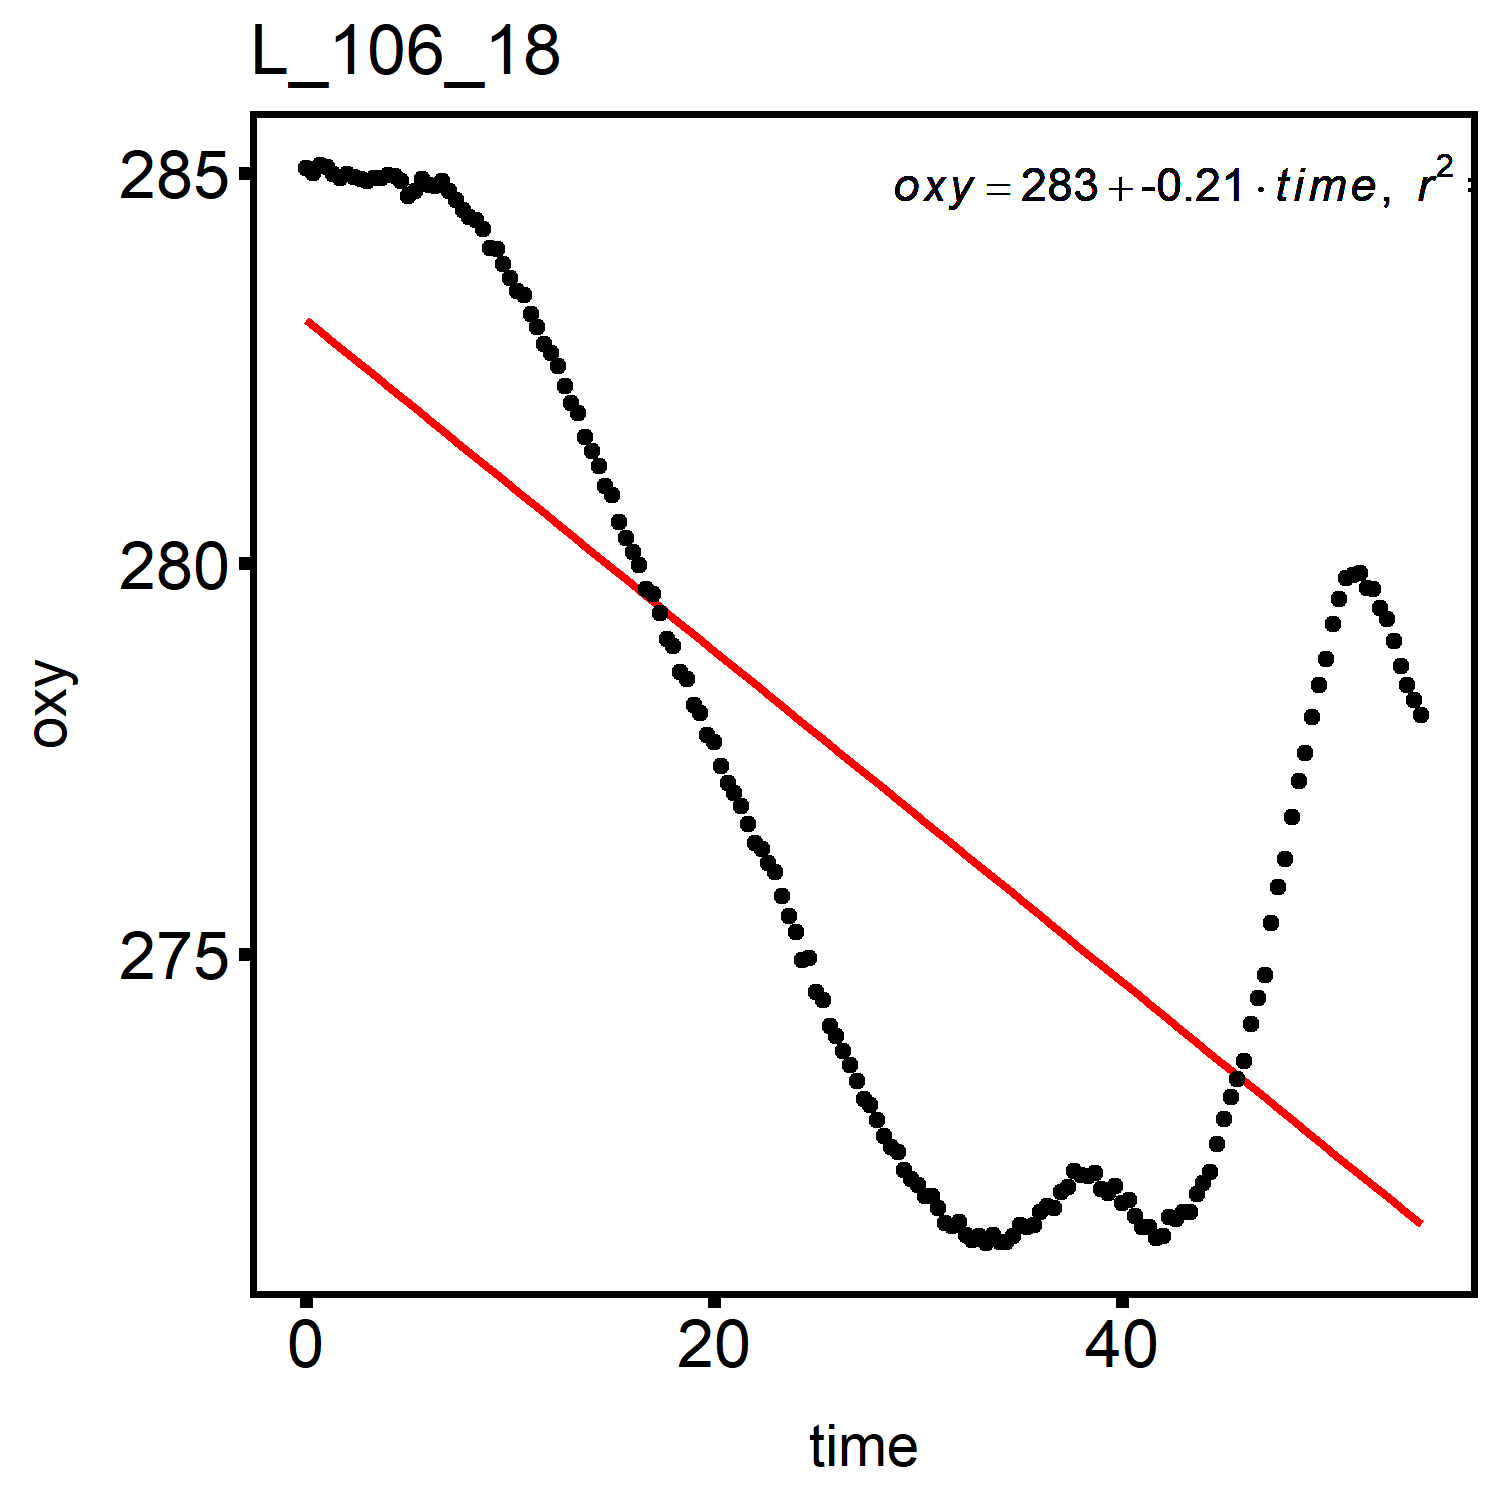 L_106_18
oxy = 283 + -0.21 · time, r² =
285
280
275
oxy
0 20 40
time